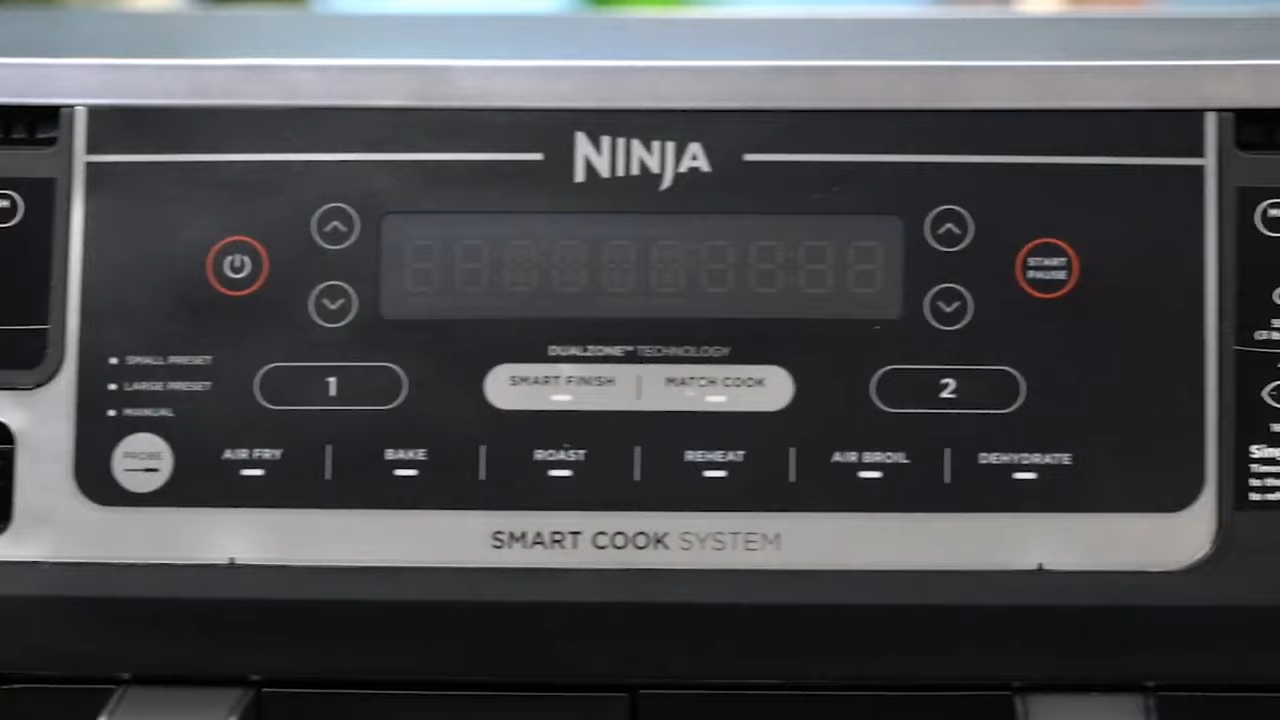 NINJA
START
PAUSE
DUALZONE™ TECHNOLOGY
SMALL PRESET
LARGE PRESET
MANUAL
1
SMART FINISH
MATCH COOK
2
PROBE
AIR FRY
BAKE
ROAST
REHEAT
AIR BROIL
DEHYDRATE
SMART COOK SYSTEM